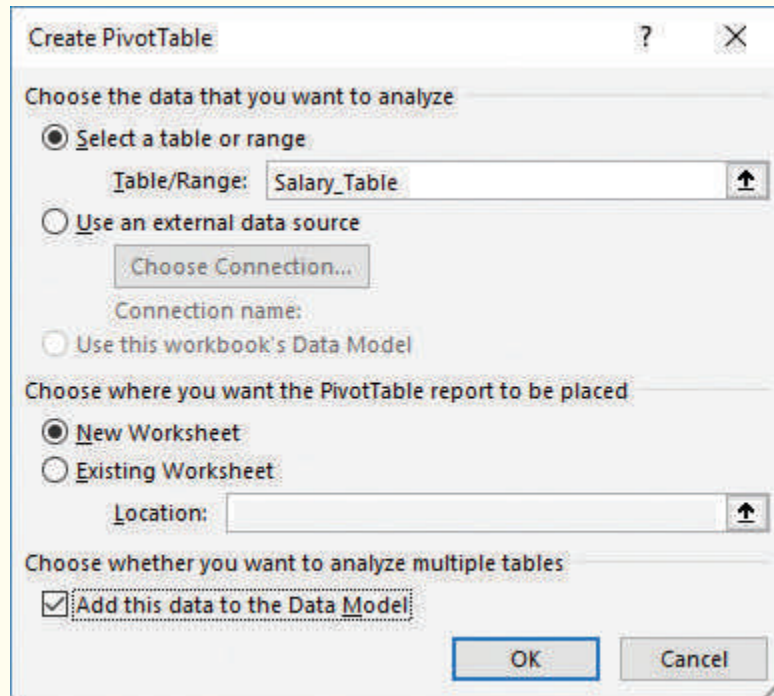 Create PivotTable ?
Choose the data that you want to analyze
Select a table or range
Table/Range: Salary_Table
Use an external data source
Choose Connection...
Connection name:
Use this workbook's Data Model
Choose where you want the PivotTable report to be placed
New Worksheet
Existing Worksheet
Location:
Choose whether you want to analyze multiple tables
Add this data to the Data Model
OK Cancel